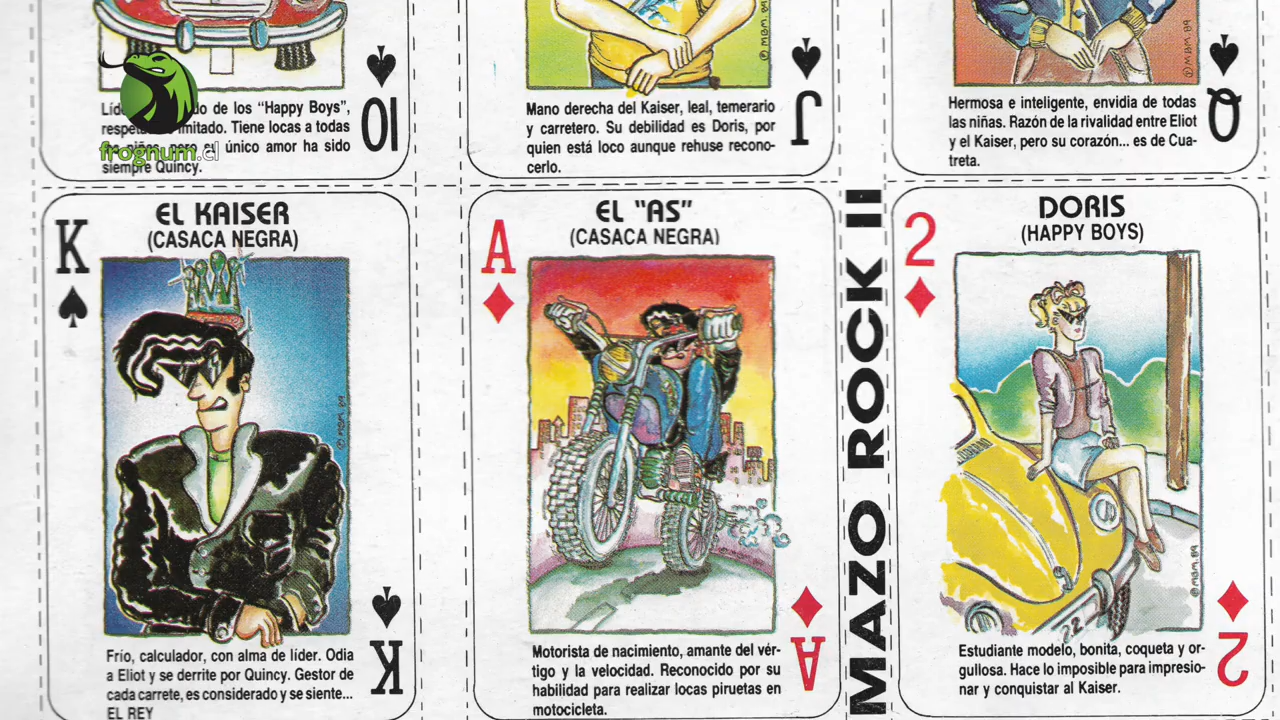 Líder
do de los "Happy Boys",
imitado. Tiene locas a todas
único amor ha sido
siempre Quincy.
10
frognum.cl
Mano derecha del Kaiser, leal, temerario
y carretero. Su debilidad es Doris, por
quien está loco aunque rehuse recono-
cerlo.
J
© M.B.M. 89
Hermosa e inteligente, envidia de todas
las niñas. Razón de la rivalidad entre Eliot
y el Kaiser, pero su corazón... es de Cua-
treta.
Q
© M.B.M. 89
K
EL KAISER
(CASACA NEGRA)
© M.B.M. 89
Frío, calculador, con alma de líder. Odia
a Eliot y se derrite por Quincy. Gestor de
cada carrete, es considerado y se siente...
EL REY
K
A
EL "AS"
(CASACA NEGRA)
Motorista de nacimiento, amante del vér-
tigo y la velocidad. Reconocido por su
habilidad para realizar locas piruetas en
motocicleta.
A
MAZO ROCK II
2
DORIS
(HAPPY BOYS)
© M.B.M. 89
22
Estudiante modelo, bonita, coqueta y or-
gullosa. Hace lo imposible para impresio-
nar y conquistar al Kaiser.
2